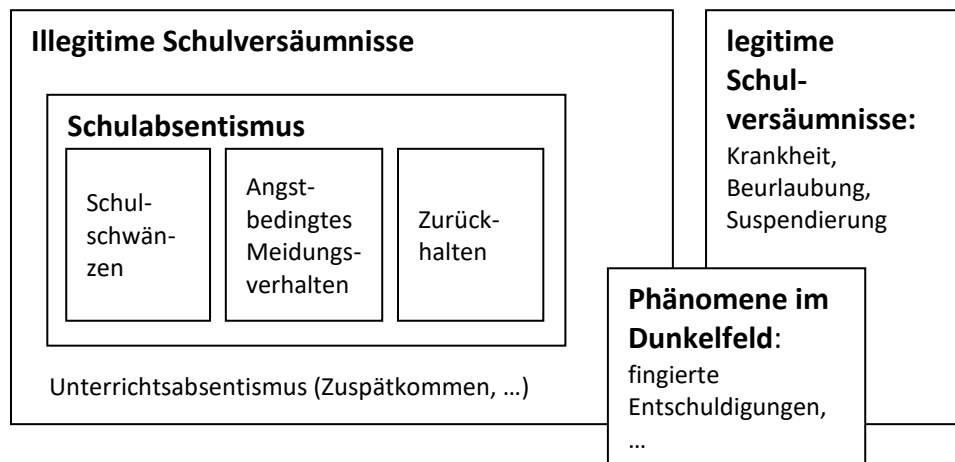 Illegitime Schulversäumnisse
Schulabsentismus
Schul-
schwän-
zen
Angst-
bedingtes
Meidungs-
verhalten
Zurück-
halten
Unterrichtsabsentismus (Zuspätkommen, …)
legitime
Schul-
versäumnisse:
Krankheit,
Beurlaubung,
Suspendierung
Phänomene im
Dunkelfeld:
fingierte
Entschuldigungen,
…